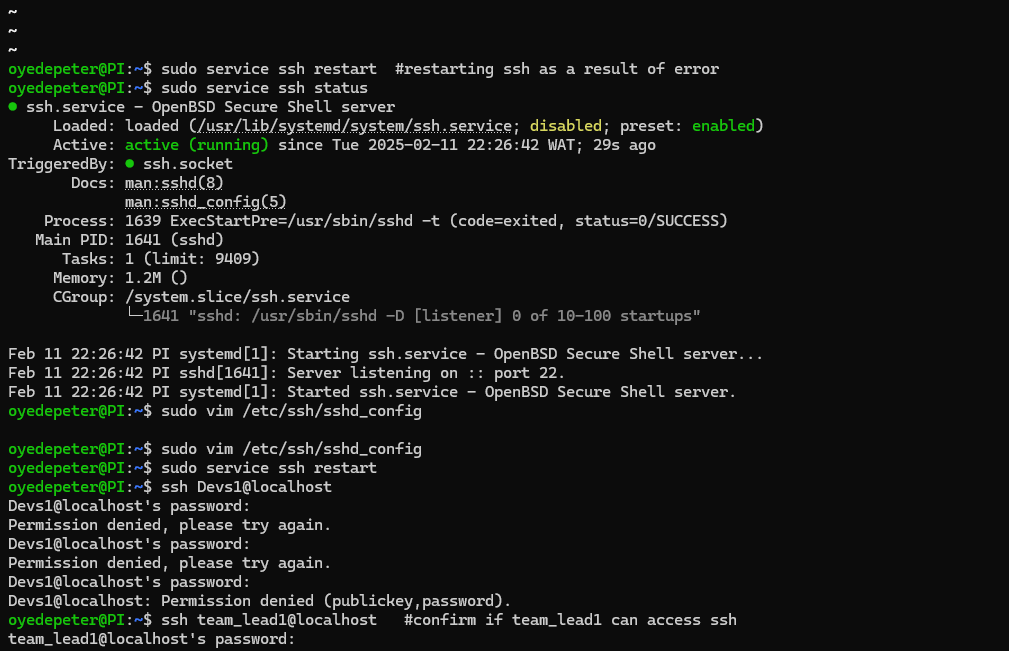 ~
~
~
oyedepeter@PI:~$ sudo service ssh restart  #restarting ssh as a result of error
oyedepeter@PI:~$ sudo service ssh status
● ssh.service - OpenBSD Secure Shell server
     Loaded: loaded (/usr/lib/systemd/system/ssh.service; disabled; preset: enabled)
     Active: active (running) since Tue 2025-02-11 22:26:42 WAT; 29s ago
TriggeredBy: ● ssh.socket
       Docs: man:sshd(8)
             man:sshd_config(5)
    Process: 1639 ExecStartPre=/usr/sbin/sshd -t (code=exited, status=0/SUCCESS)
   Main PID: 1641 (sshd)
      Tasks: 1 (limit: 9409)
     Memory: 1.2M ()
     CGroup: /system.slice/ssh.service
             └─1641 "sshd: /usr/sbin/sshd -D [listener] 0 of 10-100 startups"

Feb 11 22:26:42 PI systemd[1]: Starting ssh.service - OpenBSD Secure Shell server...
Feb 11 22:26:42 PI sshd[1641]: Server listening on :: port 22.
Feb 11 22:26:42 PI systemd[1]: Started ssh.service - OpenBSD Secure Shell server.
oyedepeter@PI:~$ sudo vim /etc/ssh/sshd_config

oyedepeter@PI:~$ sudo vim /etc/ssh/sshd_config
oyedepeter@PI:~$ sudo service ssh restart
oyedepeter@PI:~$ ssh Devs1@localhost
Devs1@localhost's password:
Permission denied, please try again.
Devs1@localhost's password:
Permission denied, please try again.
Devs1@localhost's password:
Devs1@localhost: Permission denied (publickey,password).
oyedepeter@PI:~$ ssh team_lead1@localhost   #confirm if team_lead1 can access ssh
team_lead1@localhost's password: